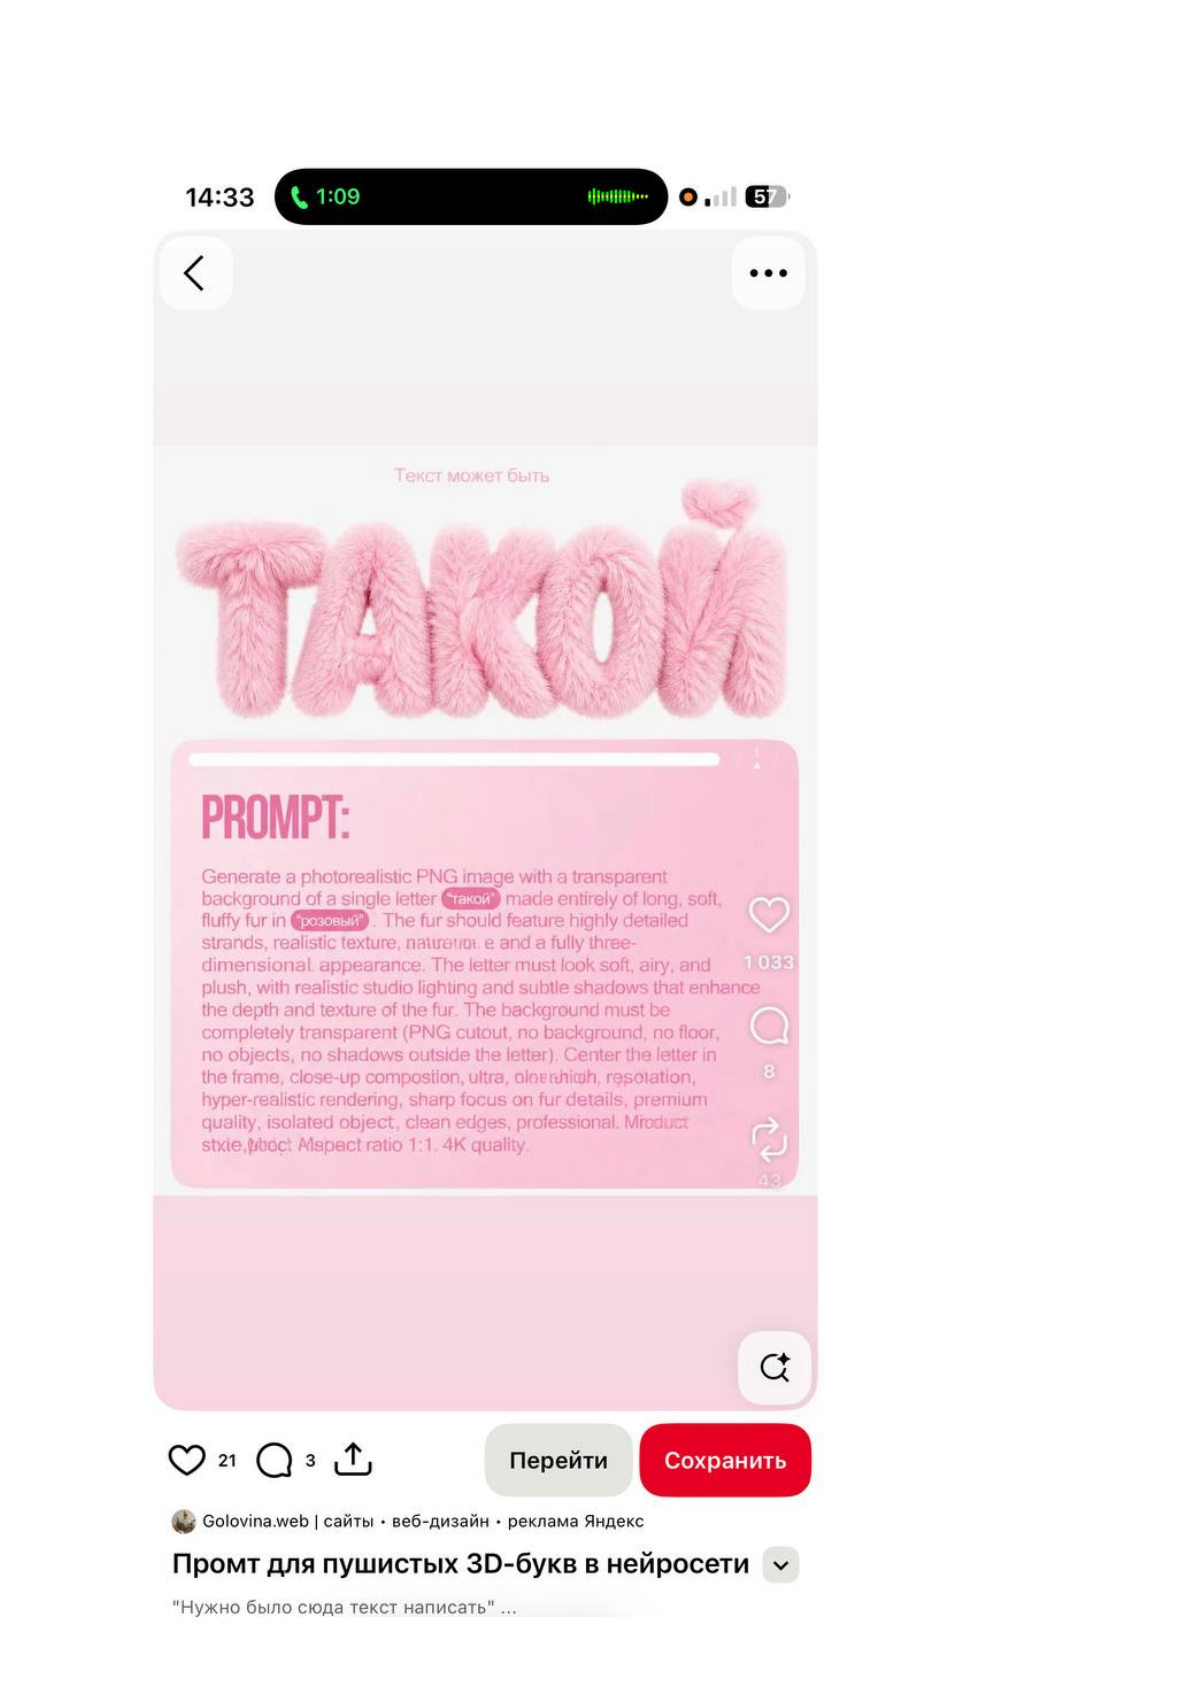 14:33
1:09
57
Текст может быть
ТАКОЙ
PROMPT:
Generate a photorealistic PNG image with a transparent
background of a single letter "такой" made entirely of long, soft,
fluffy fur in "розовый" . The fur should feature highly detailed
strands, realistic texture, e and a fully three-
dimensional. appearance. The letter must look soft, airy, and
plush, with realistic studio lighting and subtle shadows that enhance
the depth and texture of the fur. The background must be
completely transparent (PNG cutout, no background, no floor,
no objects, no shadows outside the letter). Center the letter in
the frame, close-up compostion, ultra,
hyper-realistic rendering, sharp focus on fur details, premium
quality, isolated object, clean edges, professional.
ratio 1:1. 4K quality.
1 033
8
43
21
3
Перейти
Сохранить
Golovina.web | сайты • веб-дизайн • реклама Яндекс
Промт для пушистых 3D-букв в нейросети
"Нужно было сюда текст написать" ...